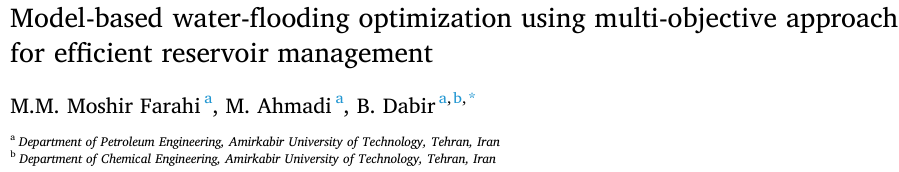 Model-based water-flooding optimization using multi-objective approach
for efficient reservoir management
M.M. Moshir Farahi a, M. Ahmadi a, B. Dabir a,b,*
a Department of Petroleum Engineering, Amirkabir University of Technology, Tehran, Iran
b Department of Chemical Engineering, Amirkabir University of Technology, Tehran, Iran